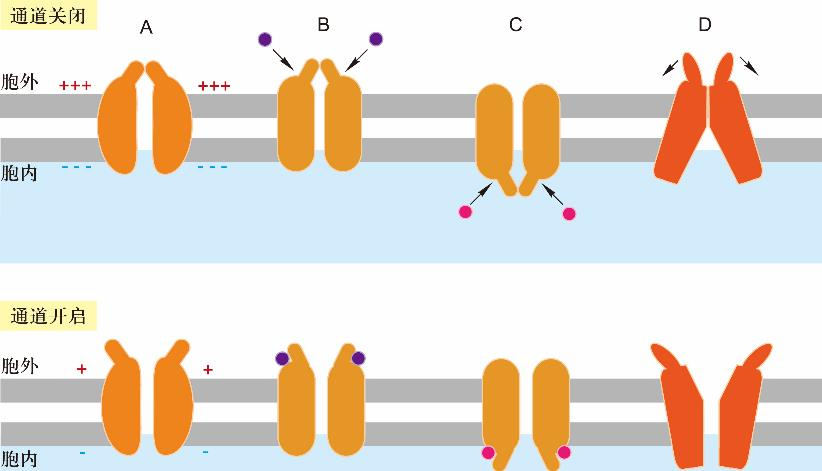 通道关闭
A
B
C
D
胞外
+++
+++
胞内
---
---
通道开启
胞外
+
+
胞内
-
-